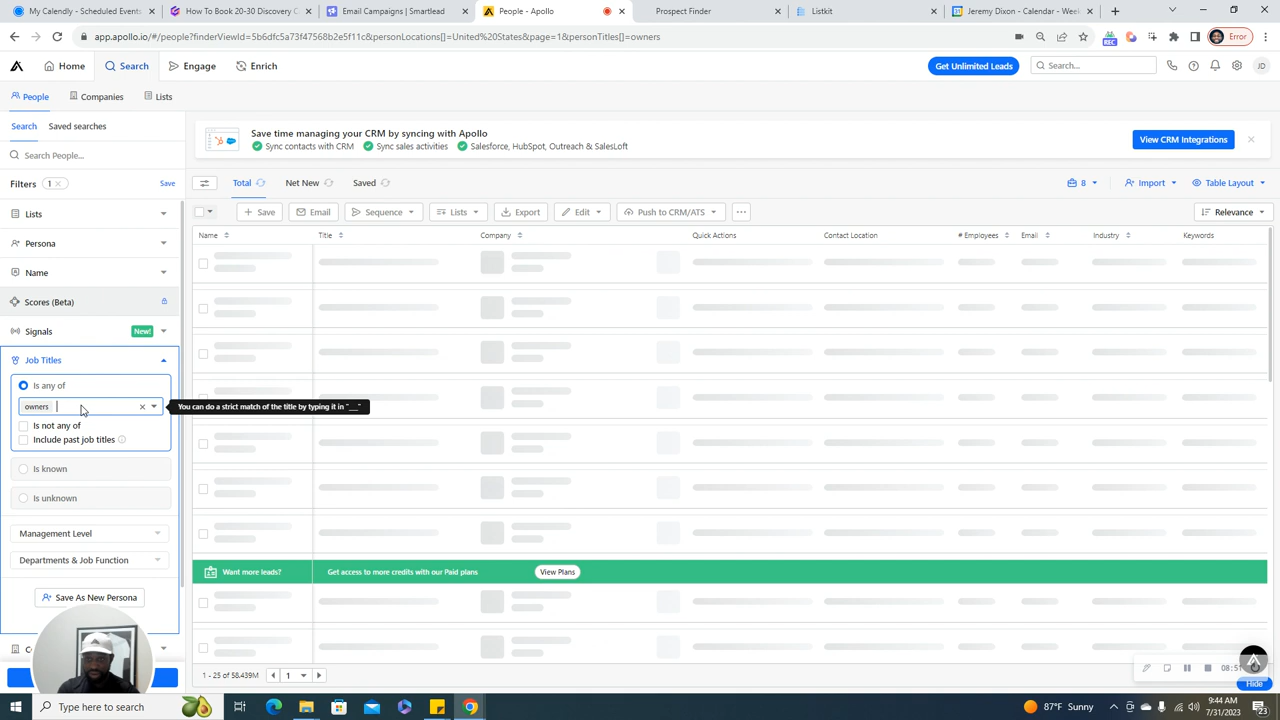 My Calendly - Scheduled Events
How To Book 20-30 Discovery C
Email Campaigns | Smartlead
People - Apollo
Prospect Finder
Listkit
Jeremy Dixon - Calendar - Week
app.apollo.io/#/people?finderViewId=5b6dfc5a73f47568b2e5f11c&personLocations[]=United%20States&page=1&personTitles[]=owners
REC
Error
Home
Search
Engage
Enrich
Get Unlimited Leads
Search...
JD
People
Companies
Lists
Search
Saved searches
Save time managing your CRM by syncing with Apollo
Sync contacts with CRM
Sync sales activities
Salesforce, HubSpot, Outreach & SalesLoft
View CRM Integrations
Search People...
Filters
1
Save
Total
Net New
Saved
8
Import
Table Layout
Save
Email
Sequence
Lists
Export
Edit
Push to CRM/ATS
Relevance
Name
Title
Company
Quick Actions
Contact Location
# Employees
Email
Industry
Keywords
Lists
Persona
Name
Scores (Beta)
Signals
New!
Job Titles
Is any of
owners
You can do a strict match of the title by typing it in "__"
Is not any of
Include past job titles
Is known
Is unknown
Management Level
Departments & Job Function
Save As New Persona
Want more leads?
Get access to more credits with our Paid plans
View Plans
1 - 25 of 58.439M
1
08:51
Hide
Type here to search
87°F Sunny
9:44 AM
7/31/2023
23